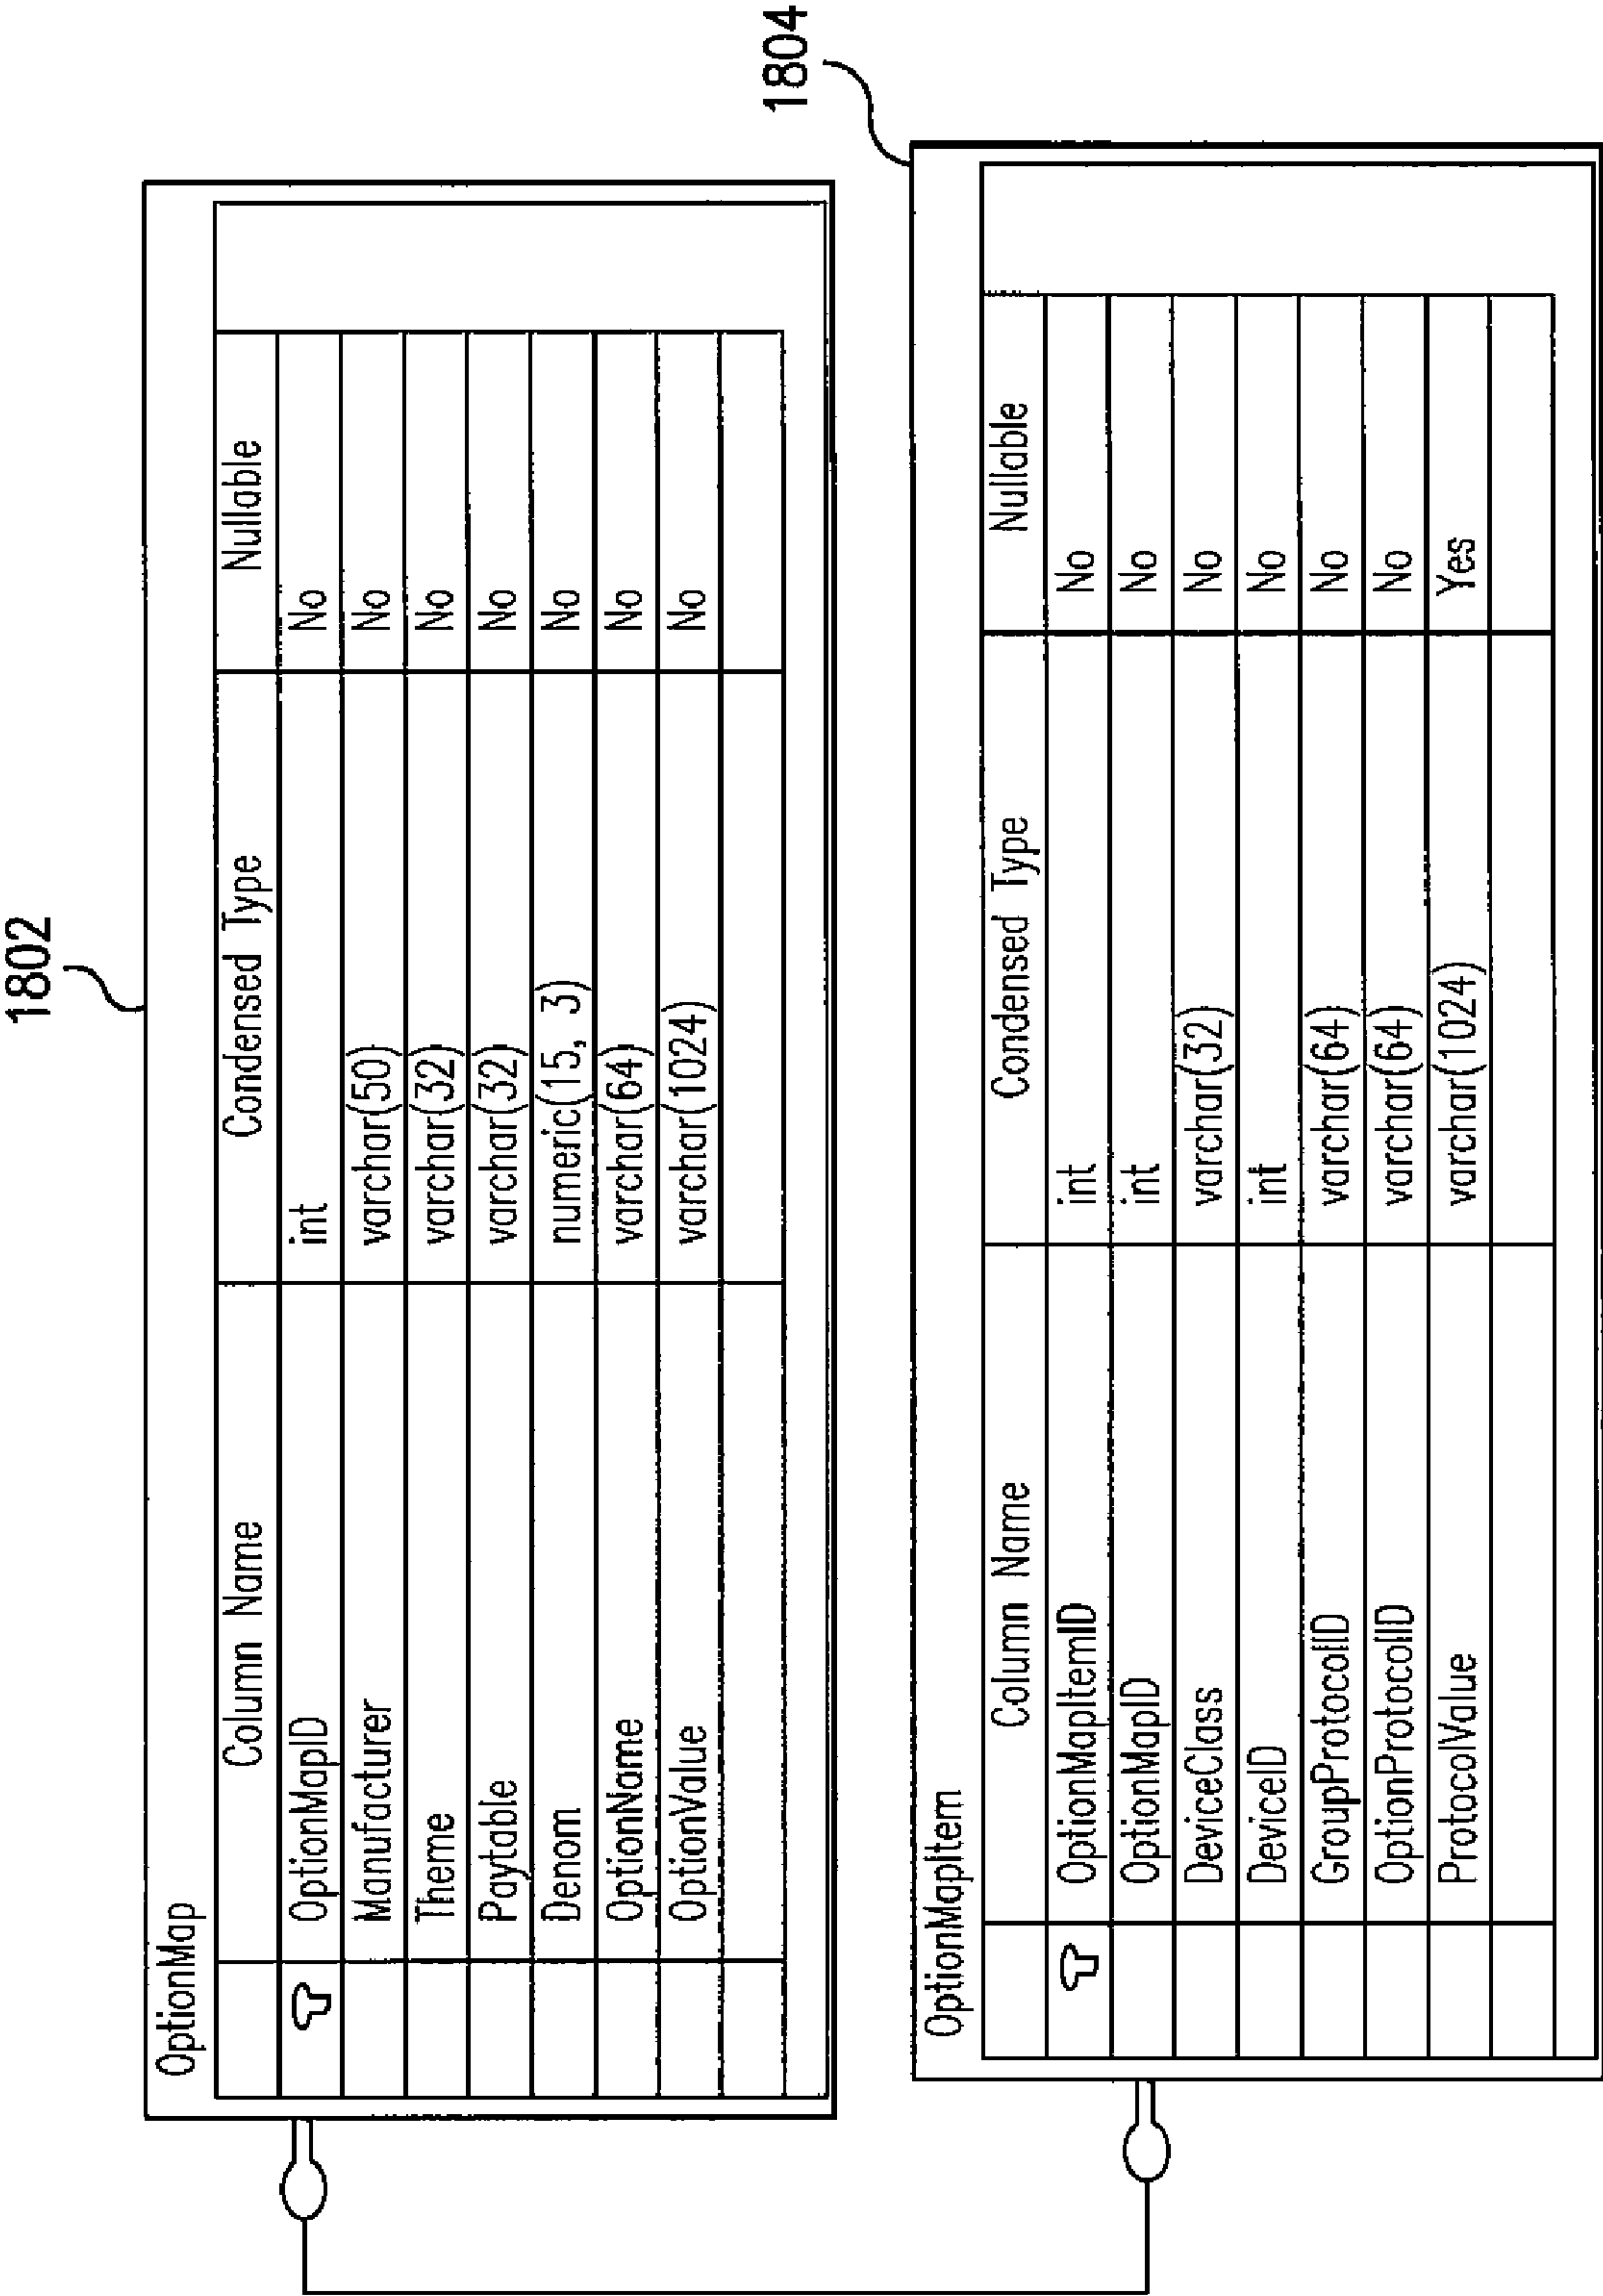 1802
OptionMap
Column Name Condensed Type Nullable
OptionMapID int No
Manufacturer varchar(50) No
Theme varchar(32) No
Paytable varchar(32) No
Denom numeric(15, 3) No
OptionName varchar(64) No
OptionValue varchar(1024) No
1804
OptionMapItem
Column Name Condensed Type Nullable
OptionMapItemID int No
OptionMapID int No
DeviceClass varchar(32) No
DeviceID int No
GroupProtocolID varchar(64) No
OptionProtocolID varchar(64) No
ProtocolValue varchar(1024) Yes